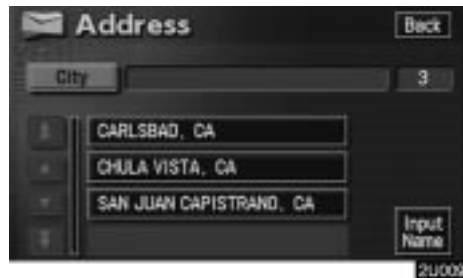 Address
Back
City
3
CARLSBAD, CA
CHULA VISTA, CA
SAN JUAN CAPISTRANO, CA
Input
Name
2U009